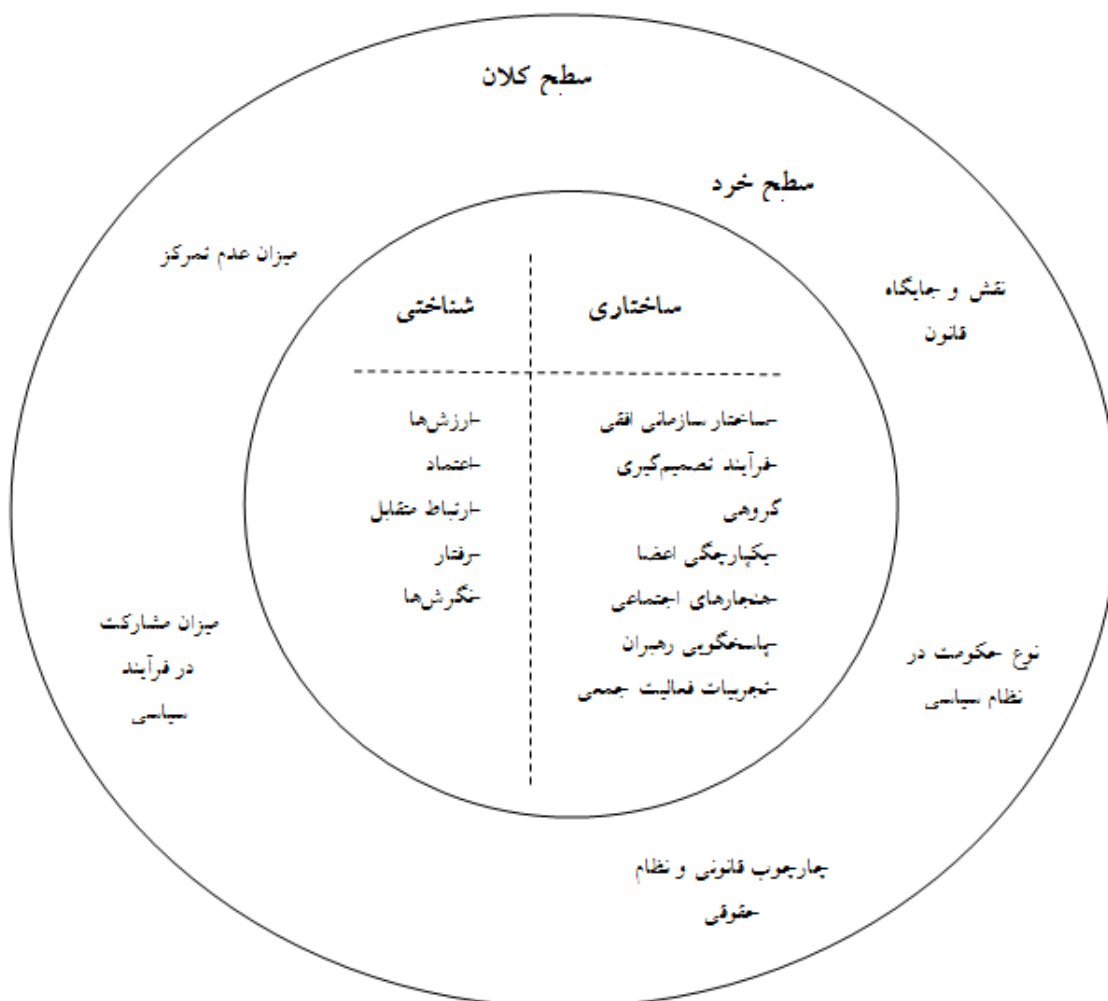 سطح کلان
سطح خرد
میزان عدم تمرکز
نقش و جایگاه
قانون
ساختاری
شناختی
-ساختار سازمانی افقی
-فرآیند تصمیم‌گیری
گروهی
-یکپارچگی اعضا
-هنجارهای اجتماعی
-پاسخگویی رهبران
-تجربیات فعالیت جمعی
-ارزش‌ها
-اعتماد
-ارتباط متقابل
-رفتار
-نگرش‌ها
میزان مشارکت
در فرآیند
سیاسی
نوع حکومت در
نظام سیاسی
چارچوب قانونی و نظام
حقوقی